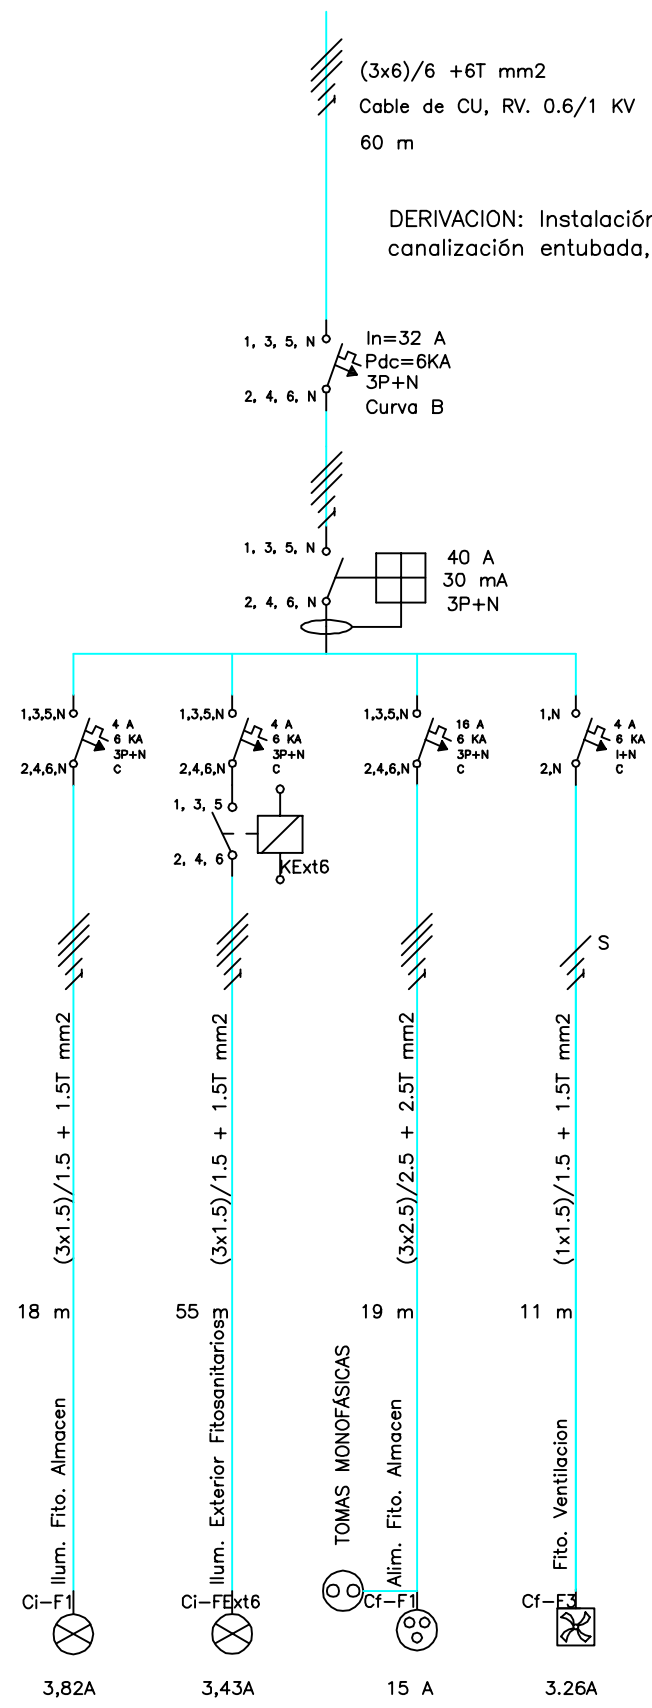 (3x6)/6 +6T mm2
Cable de CU, RV. 0.6/1 KV
60 m
DERIVACION: Instalación
canalización entubada,
1, 3, 5, N
In=32 A
Pdc=6KA
3P+N
2, 4, 6, N
Curva B
1, 3, 5, N
40 A
30 mA
2, 4, 6, N
3P+N
1,3,5,N
4 A
6 KA
3P+N
2,4,6,N
C
1,3,5,N
4 A
6 KA
3P+N
2,4,6,N
C
1, 3, 5
2, 4, 6
KExt6
1,3,5,N
16 A
6 KA
3P+N
2,4,6,N
C
1,N
4 A
6 KA
I+N
2,N
C
S
(3x1.5)/1.5 + 1.5T mm2
(3x1.5)/1.5 + 1.5T mm2
(3x2.5)/2.5 + 2.5T mm2
(1x1.5)/1.5 + 1.5T mm2
18 m
55 m
19 m
11 m
Ilum. Fito. Almacen
Ilum. Exterior Fitosanitarios
TOMAS MONOFÁSICAS
Alim. Fito. Almacen
Fito. Ventilacion
Ci-F1
Ci-FExt6
Cf-F1
Cf-F3
3,82A
3,43A
15 A
3.26A